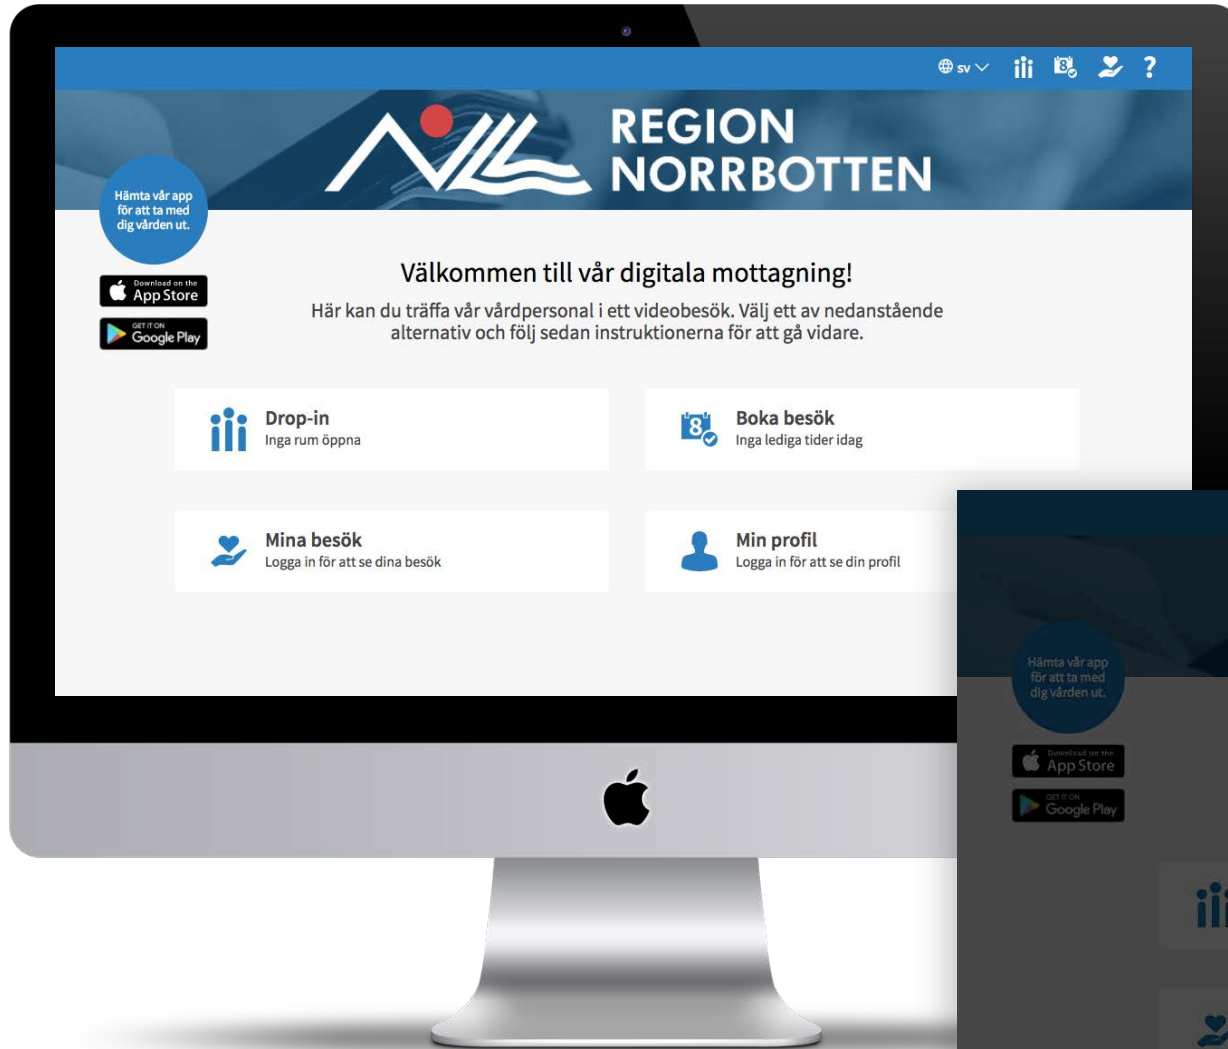 sv
8
?
REGION
NORRBOTTEN
Hämta vår app
för att ta med
dig vården ut.
Download on the
App Store
GET IT ON
Google Play
Välkommen till vår digitala mottagning!
Här kan du träffa vår vårdpersonal i ett videobesök. Välj ett av nedanstående
alternativ och följ sedan instruktionerna för att gå vidare.
Drop-in
Inga rum öppna
8
Boka besök
Inga lediga tider idag
Mina besök
Logga in för att se dina besök
Min profil
Logga in för att se din profil
Hämta vår app
för att ta med
dig vården ut.
Download on the
App Store
GET IT ON
Google Play